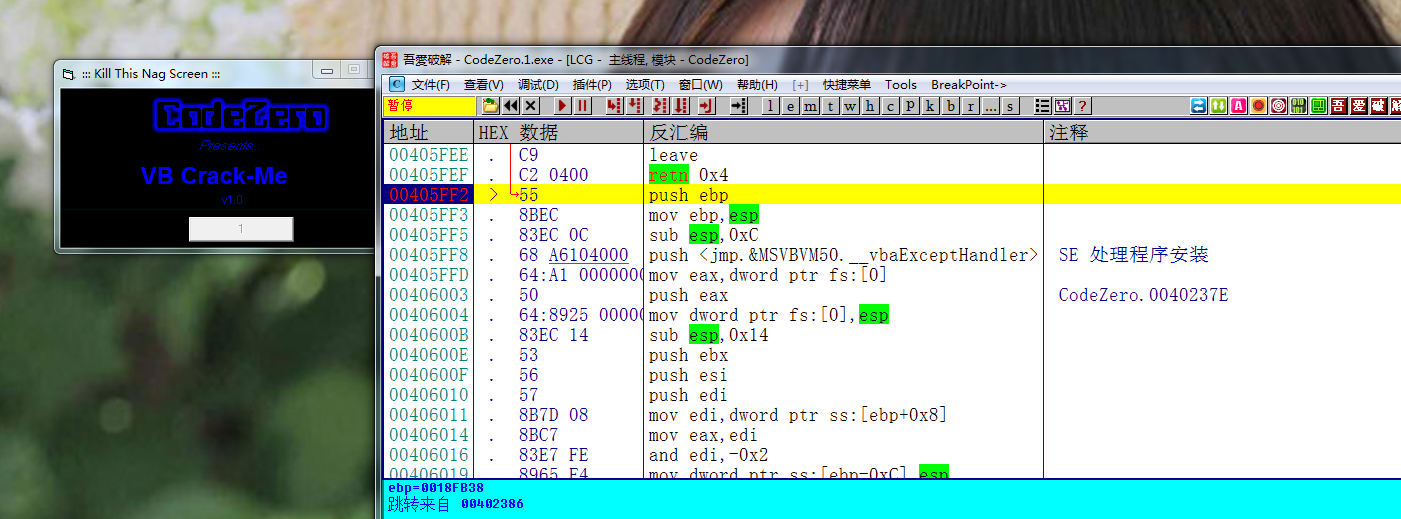 ::: Kill This Nag Screen :::
CodeZero
Presents
VB Crack-Me
v1.0
1
吾愛破解 - CodeZero.1.exe - [LCG - 主线程, 模块 - CodeZero]
C 文件(F) 查看(V) 调试(D) 插件(P) 选项(T) 窗口(W) 帮助(H) [+] 快捷菜单 Tools BreakPoint->
暂停 l e m t w h c P k b r ... s ? 吾 爱 破 解
地址 HEX 数据 反汇编 注释
00405FEE . C9 leave
00405FEF . C2 0400 retn 0x4
00405FF2 > 55 push ebp
00405FF3 . 8BEC mov ebp,esp
00405FF5 . 83EC 0C sub esp,0xC
00405FF8 . 68 A6104000 push <jmp.&MSVBVM50.__vbaExceptHandler> SE 处理程序安装
00405FFD . 64:A1 0000000 mov eax,dword ptr fs:[0]
00406003 . 50 push eax CodeZero.0040237E
00406004 . 64:8925 00000 mov dword ptr fs:[0],esp
0040600B . 83EC 14 sub esp,0x14
0040600E . 53 push ebx
0040600F . 56 push esi
00406010 . 57 push edi
00406011 . 8B7D 08 mov edi,dword ptr ss:[ebp+0x8]
00406014 . 8BC7 mov eax,edi
00406016 . 83E7 FE and edi,-0x2
00406019 . 8965 F4 mov dword ptr ss:[ebp-0xC],esp
ebp=0018FB38
跳转来自 00402386